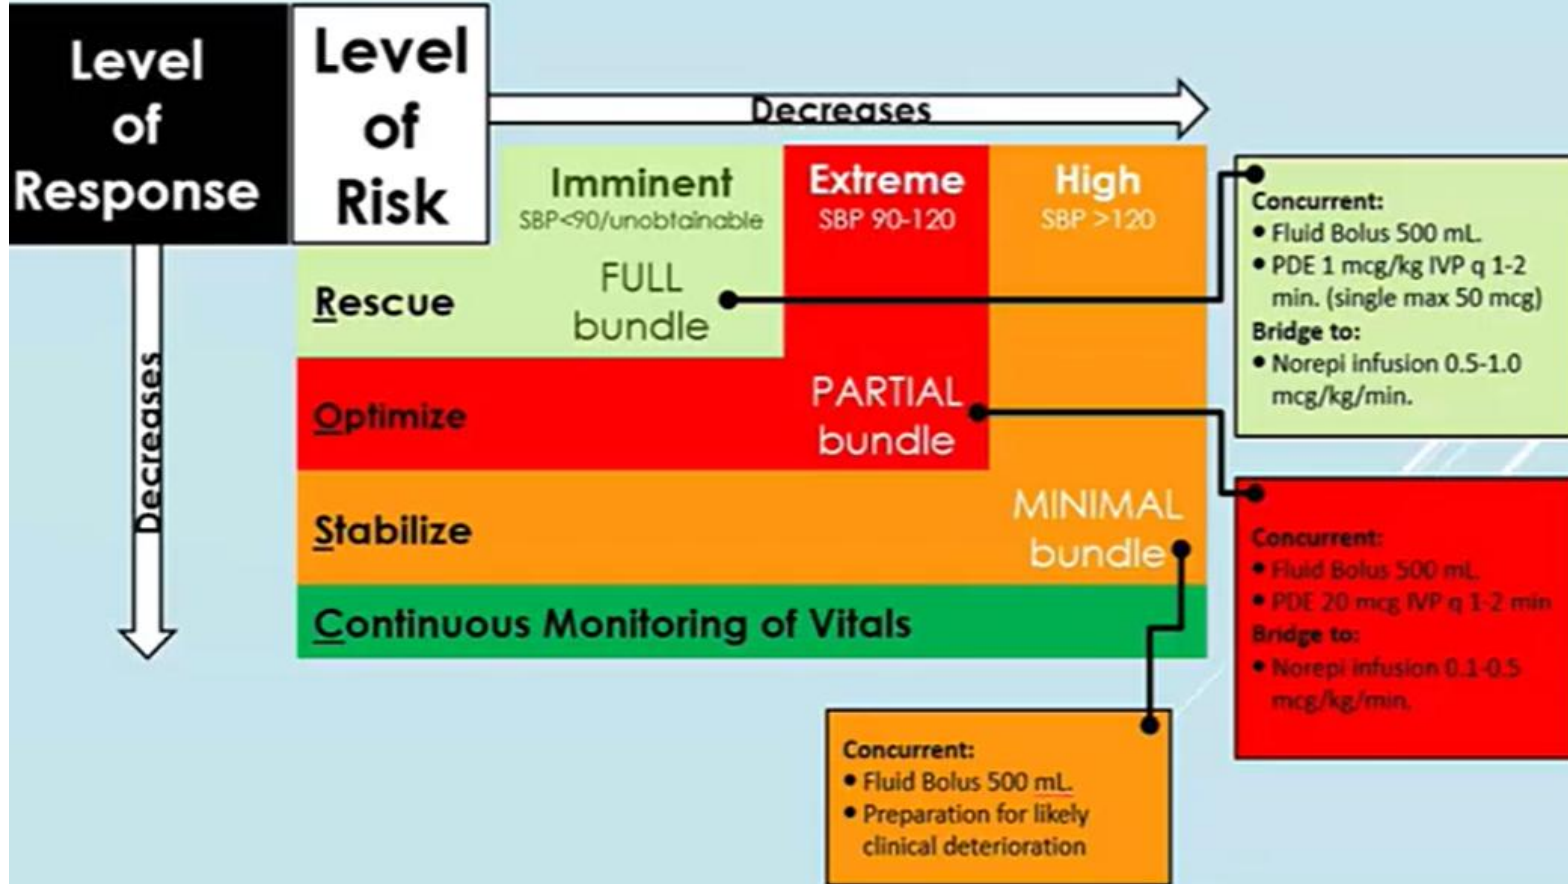 Level
of
Response
Level
of
Risk
Decreases
Decreases
Imminent
SBP<90/unobtainable
Extreme
SBP 90-120
High
SBP >120
Rescue
FULL
bundle
Optimize
PARTIAL
bundle
Stabilize
MINIMAL
bundle
Continuous Monitoring of Vitals
Concurrent:
• Fluid Bolus 500 mL.
• PDE 1 mcg/kg IVP q 1-2
min. (single max 50 mcg)
Bridge to:
• Norepi infusion 0.5-1.0
mcg/kg/min.
Concurrent:
• Fluid Bolus 500 mL.
• PDE 20 mcg IVP q 1-2 min
Bridge to:
• Norepi infusion 0.1-0.5
mcg/kg/min.
Concurrent:
• Fluid Bolus 500 mL.
• Preparation for likely
clinical deterioration